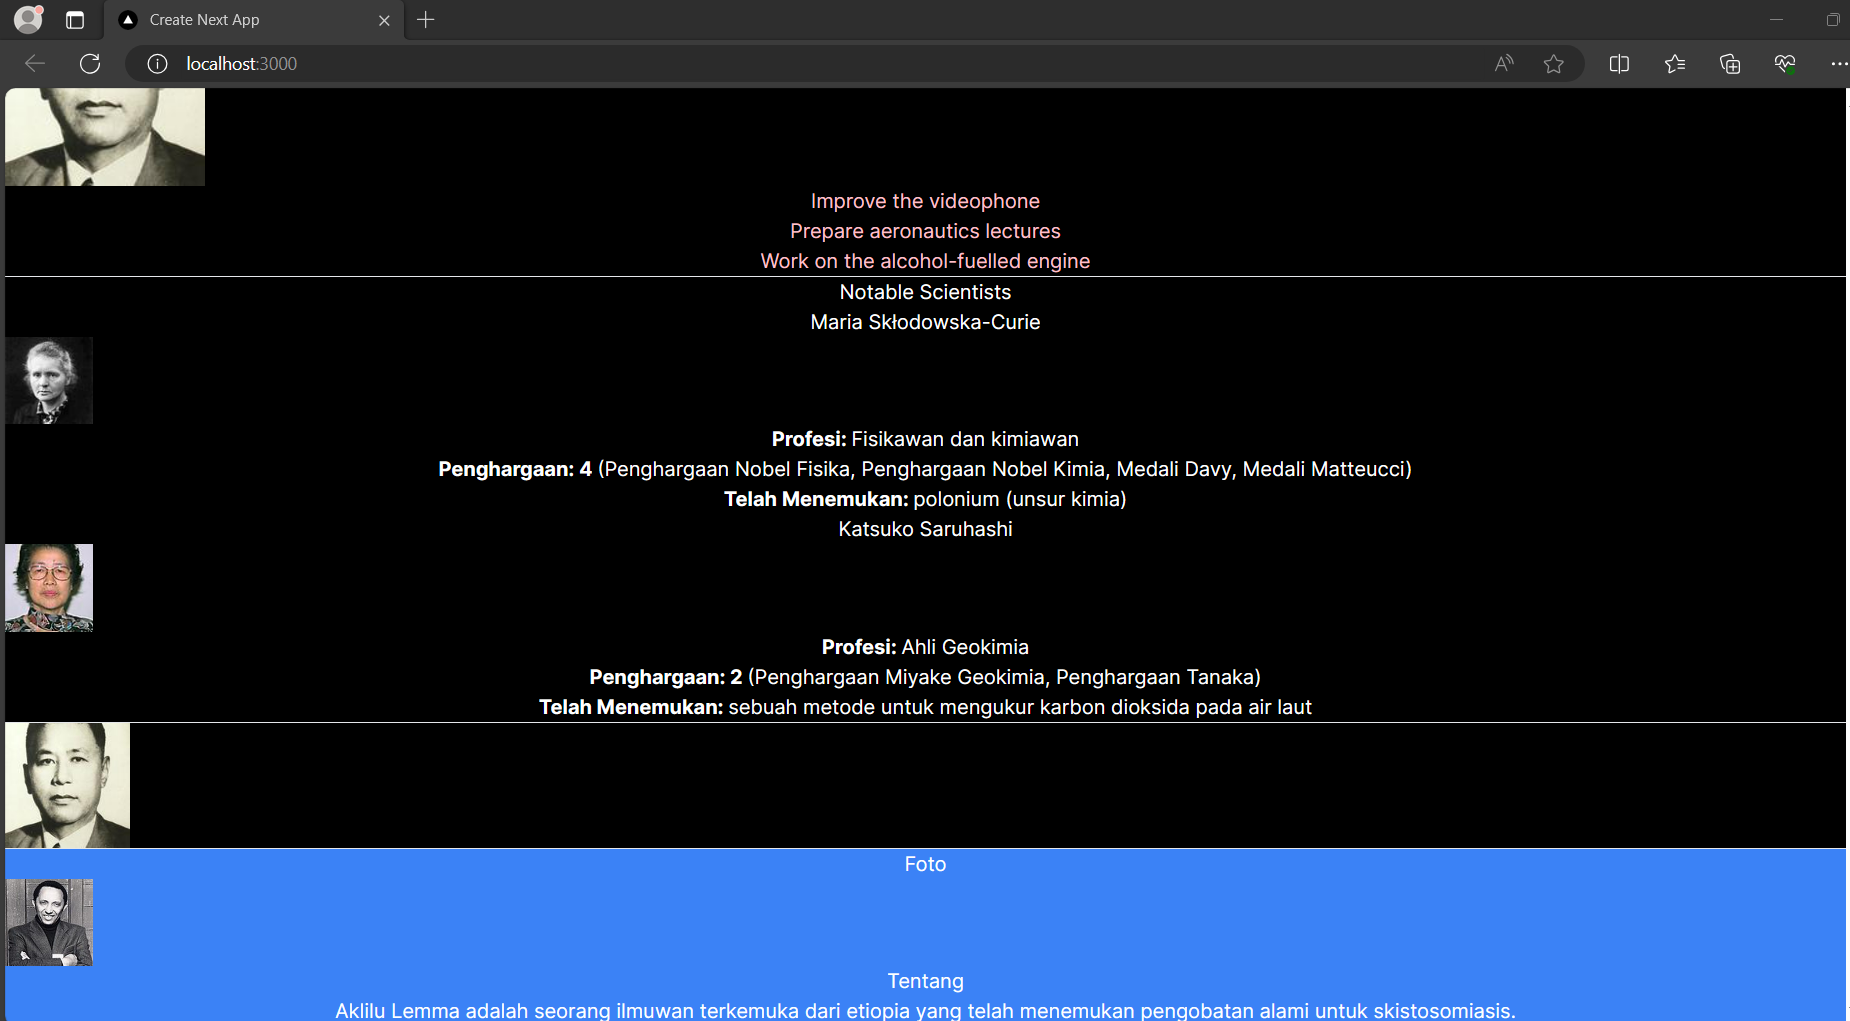 Create Next App
localhost:3000
Improve the videophone
Prepare aeronautics lectures
Work on the alcohol-fuelled engine
Notable Scientists
Maria Skłodowska-Curie
Profesi: Fisikawan dan kimiawan
Penghargaan: 4 (Penghargaan Nobel Fisika, Penghargaan Nobel Kimia, Medali Davy, Medali Matteucci)
Telah Menemukan: polonium (unsur kimia)
Katsuko Saruhashi
Profesi: Ahli Geokimia
Penghargaan: 2 (Penghargaan Miyake Geokimia, Penghargaan Tanaka)
Telah Menemukan: sebuah metode untuk mengukur karbon dioksida pada air laut
Foto
Tentang
Aklilu Lemma adalah seorang ilmuwan terkemuka dari etiopia yang telah menemukan pengobatan alami untuk skistosomiasis.